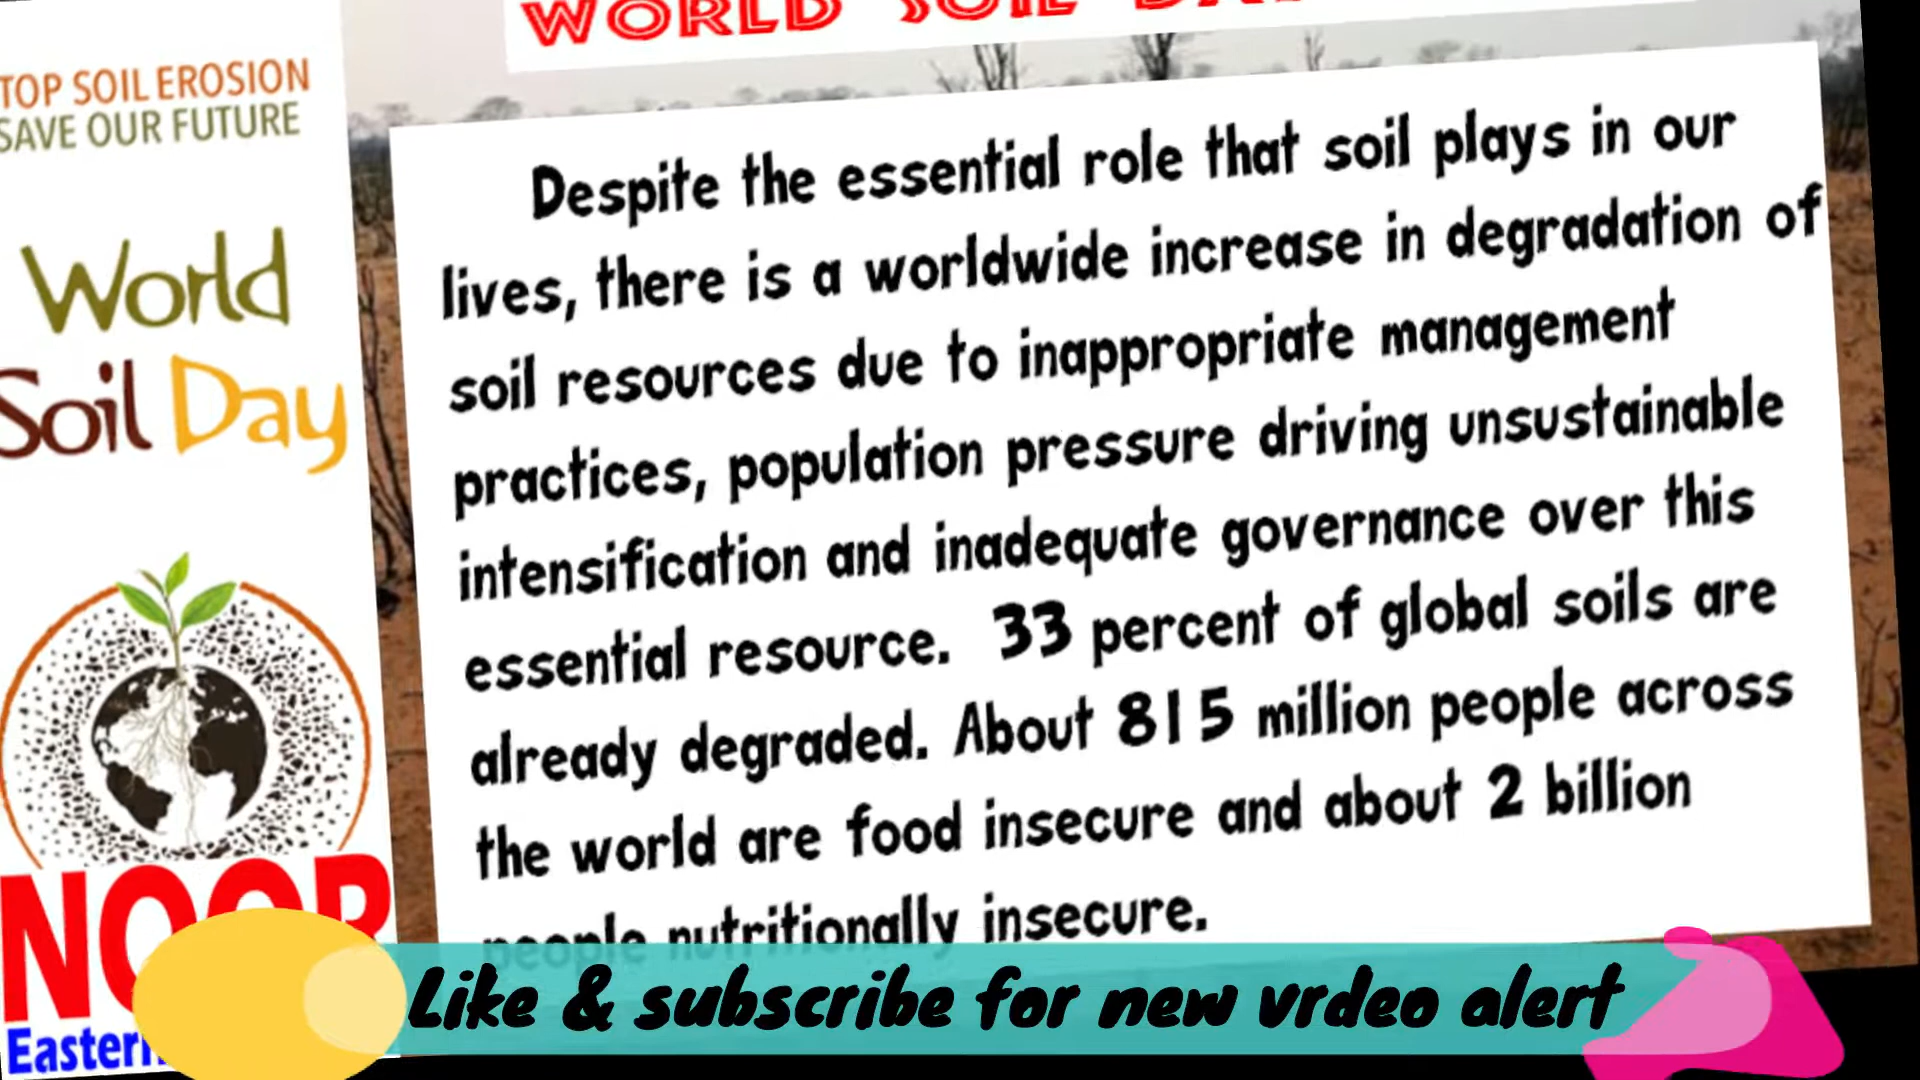 WORLD SOIL DAY
TOP SOIL EROSION
SAVE OUR FUTURE
World
Soil Day
Despite the essential role that soil plays in our
lives, there is a worldwide increase in degradation of
soil resources due to inappropriate management
practices, population pressure driving unsustainable
intensification and inadequate governance over this
essential resource. 33 percent of global soils are
already degraded. About 815 million people across
the world are food insecure and about 2 billion
people nutritionally insecure.
Eastern
Like & subscribe for new vrdeo alert